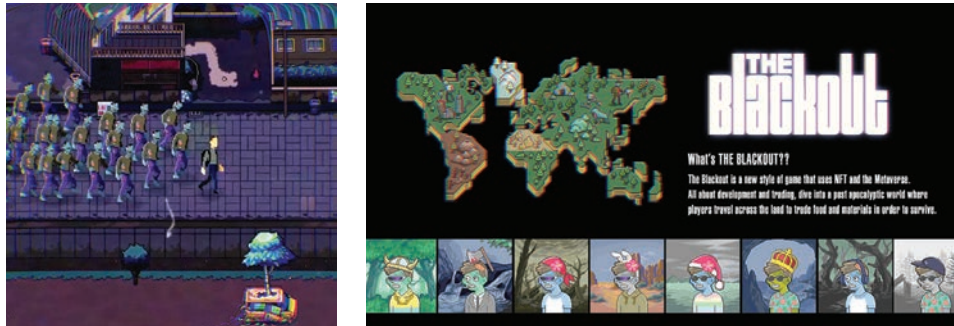 THE
Blackout
What's THE BLACKOUT??
The Blackout is a new style of game that uses NFT and the Metaverse.
All about development and trading, dive into a post apocalyptic world where
players travel across the land to trade food and materials in order to survive.